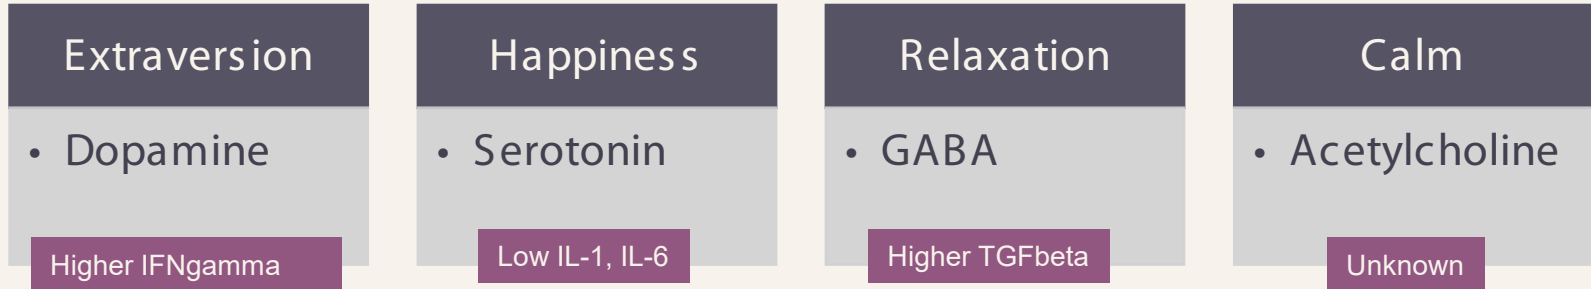 Extraversion
• Dopamine
Higher IFNgamma
Happiness
• Serotonin
Low IL-1, IL-6
Relaxation
• GABA
Higher TGFbeta
Calm
• Acetylcholine
Unknown